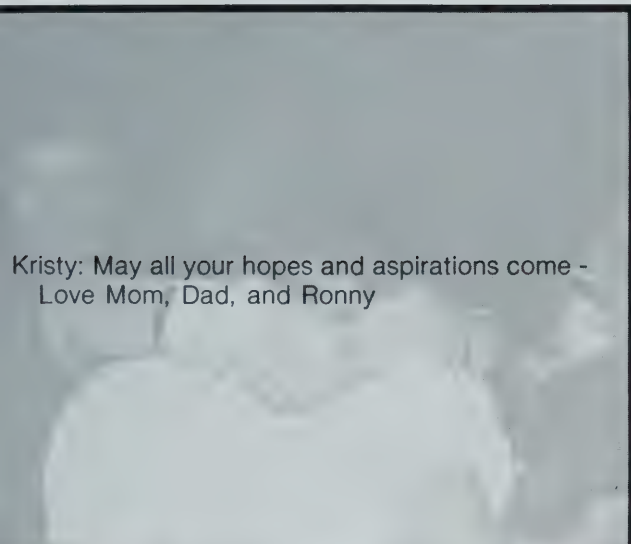 Kristy: May all your hopes and aspirations come -
Love Mom, Dad, and Ronny